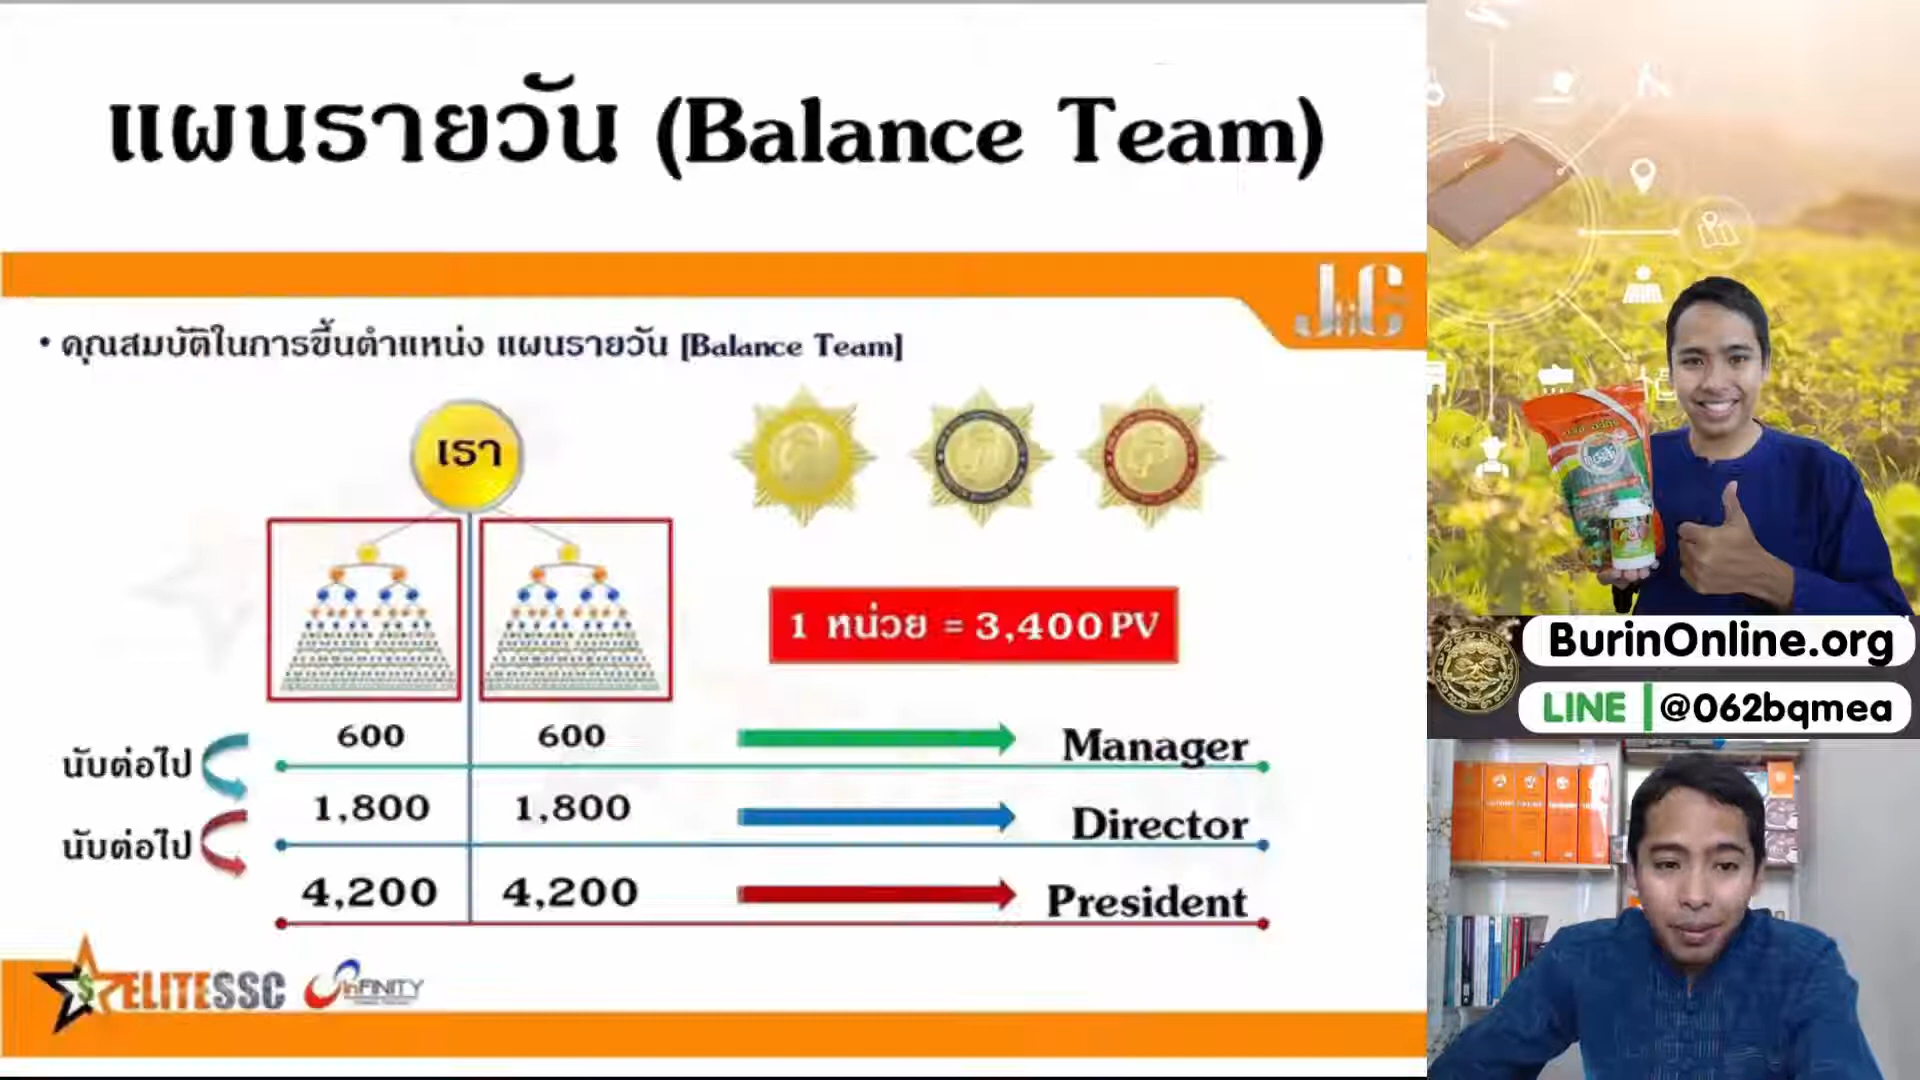 แผนรายวัน (Balance Team)
J&C
• คุณสมบัติในการขึ้นตำแหน่ง แผนรายวัน [Balance Team]
เรา
1 หน่วย = 3,400 PV
600 600 Manager
นับต่อไป
1,800 1,800 Director
นับต่อไป
4,200 4,200 President
ELITESSC
InFINITY
BurinOnline.org
LINE @062bqmea